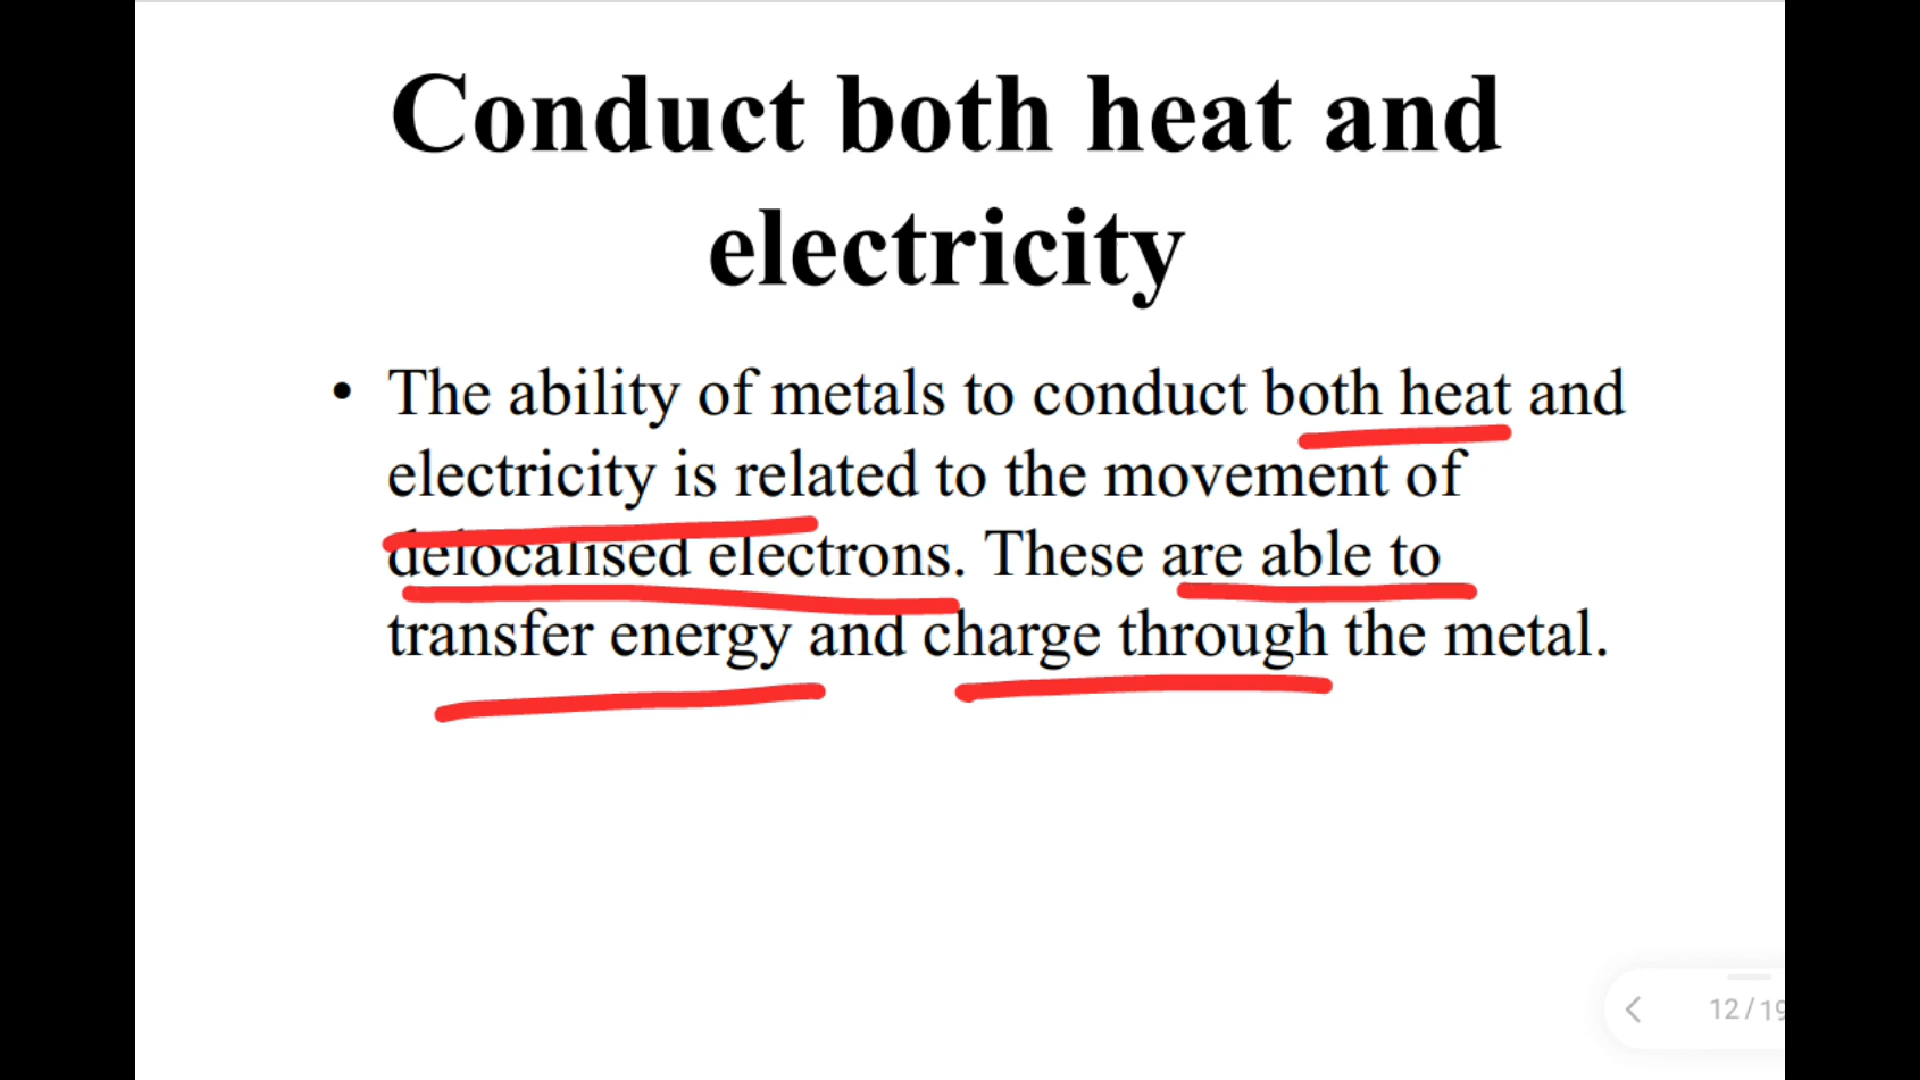 Conduct both heat and
electricity
• The ability of metals to conduct both heat and
electricity is related to the movement of
delocalised electrons. These are able to
transfer energy and charge through the metal.
12/19